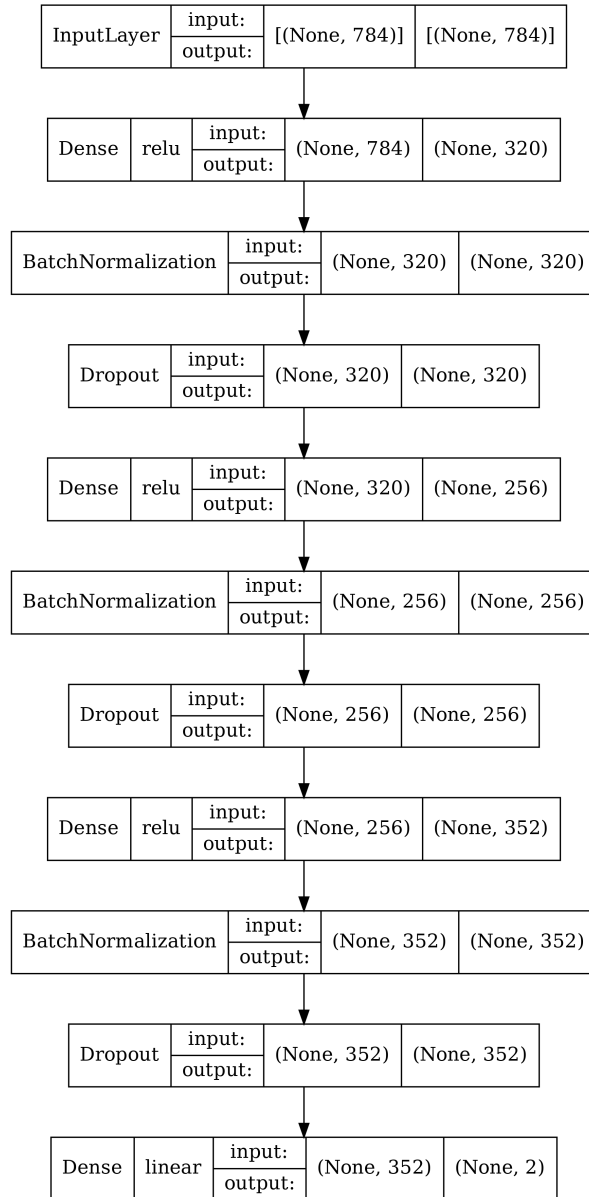 InputLayer input: output: [(None, 784)] [(None, 784)]
Dense relu input: output: (None, 784) (None, 320)
BatchNormalization input: output: (None, 320) (None, 320)
Dropout input: output: (None, 320) (None, 320)
Dense relu input: output: (None, 320) (None, 256)
BatchNormalization input: output: (None, 256) (None, 256)
Dropout input: output: (None, 256) (None, 256)
Dense relu input: output: (None, 256) (None, 352)
BatchNormalization input: output: (None, 352) (None, 352)
Dropout input: output: (None, 352) (None, 352)
Dense linear input: output: (None, 352) (None, 2)